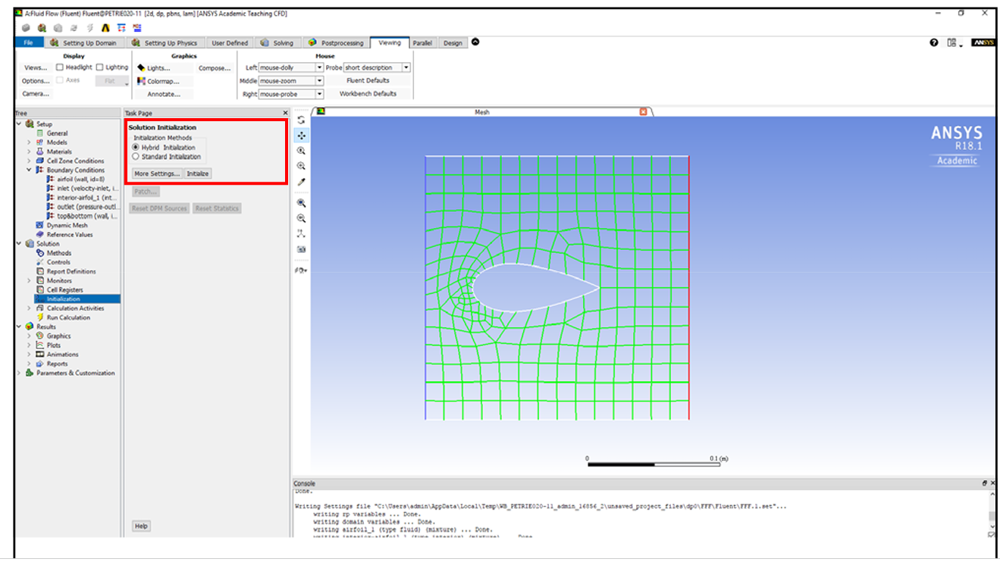 A:Fluid Flow (Fluent) Fluent@PETRIE020-11 [2d, dp, pbns, lam] [ANSYS Academic Teaching CFD]
File Setting Up Domain Setting Up Physics User Defined Solving Postprocessing Viewing Parallel Design ANSYS
Display Graphics Mouse
Views... Headlight Lighting Lights... Compose... Left mouse-dolly Probe short description
Options... Axes Flat Colormap... Middle mouse-zoom Fluent Defaults
Camera... Annotate... Right mouse-probe Workbench Defaults
Tree
Setup
General
Models
Materials
Cell Zone Conditions
Boundary Conditions
airfoil (wall, id=8)
inlet (velocity-inlet, i...
interior-airfoil_1 (int...
outlet (pressure-outl...
top&bottom (wall, i...
Dynamic Mesh
Reference Values
Solution
Methods
Controls
Report Definitions
Monitors
Cell Registers
Initialization
Calculation Activities
Run Calculation
Results
Graphics
Plots
Animations
Reports
Parameters & Customization
Task Page
Solution Initialization
Initialization Methods
Hybrid Initialization
Standard Initialization
More Settings... Initialize
Patch...
Reset DPM Sources Reset Statistics
Help
Mesh
ANSYS
R18.1
Academic
0 0.1 (m)
Console
Done.
Writing Settings file "C:\Users\admin\AppData\Local\Temp\WB_PETRIE020-11_admin_16856_2\unsaved_project_files\dp0\FFF\Fluent\FFF.1.set"...
writing rp variables ... Done.
writing domain variables ... Done.
writing airfoil_1 (type fluid) (mixture) ... Done.
writing interior-airfoil_1 (type interior) (mixture) ... Done.